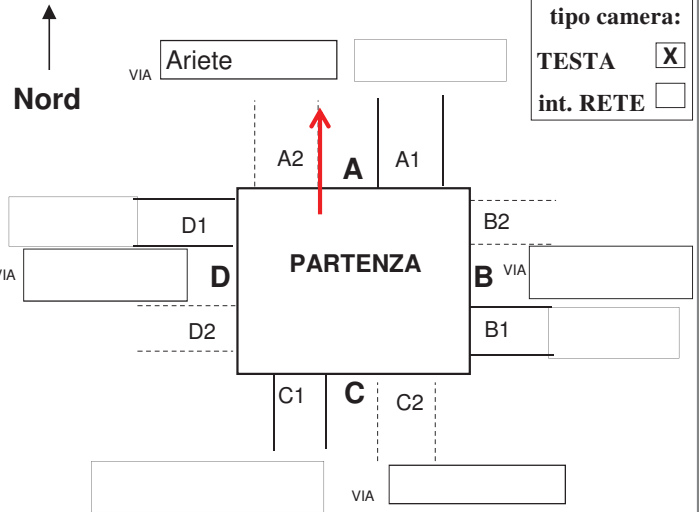 tipo camera:
TESTA X
int. RETE
Nord
VIA Ariete
A2 A A1
D1 B2
VIA D PARTENZA B VIA
D2 B1
C1 C C2
VIA